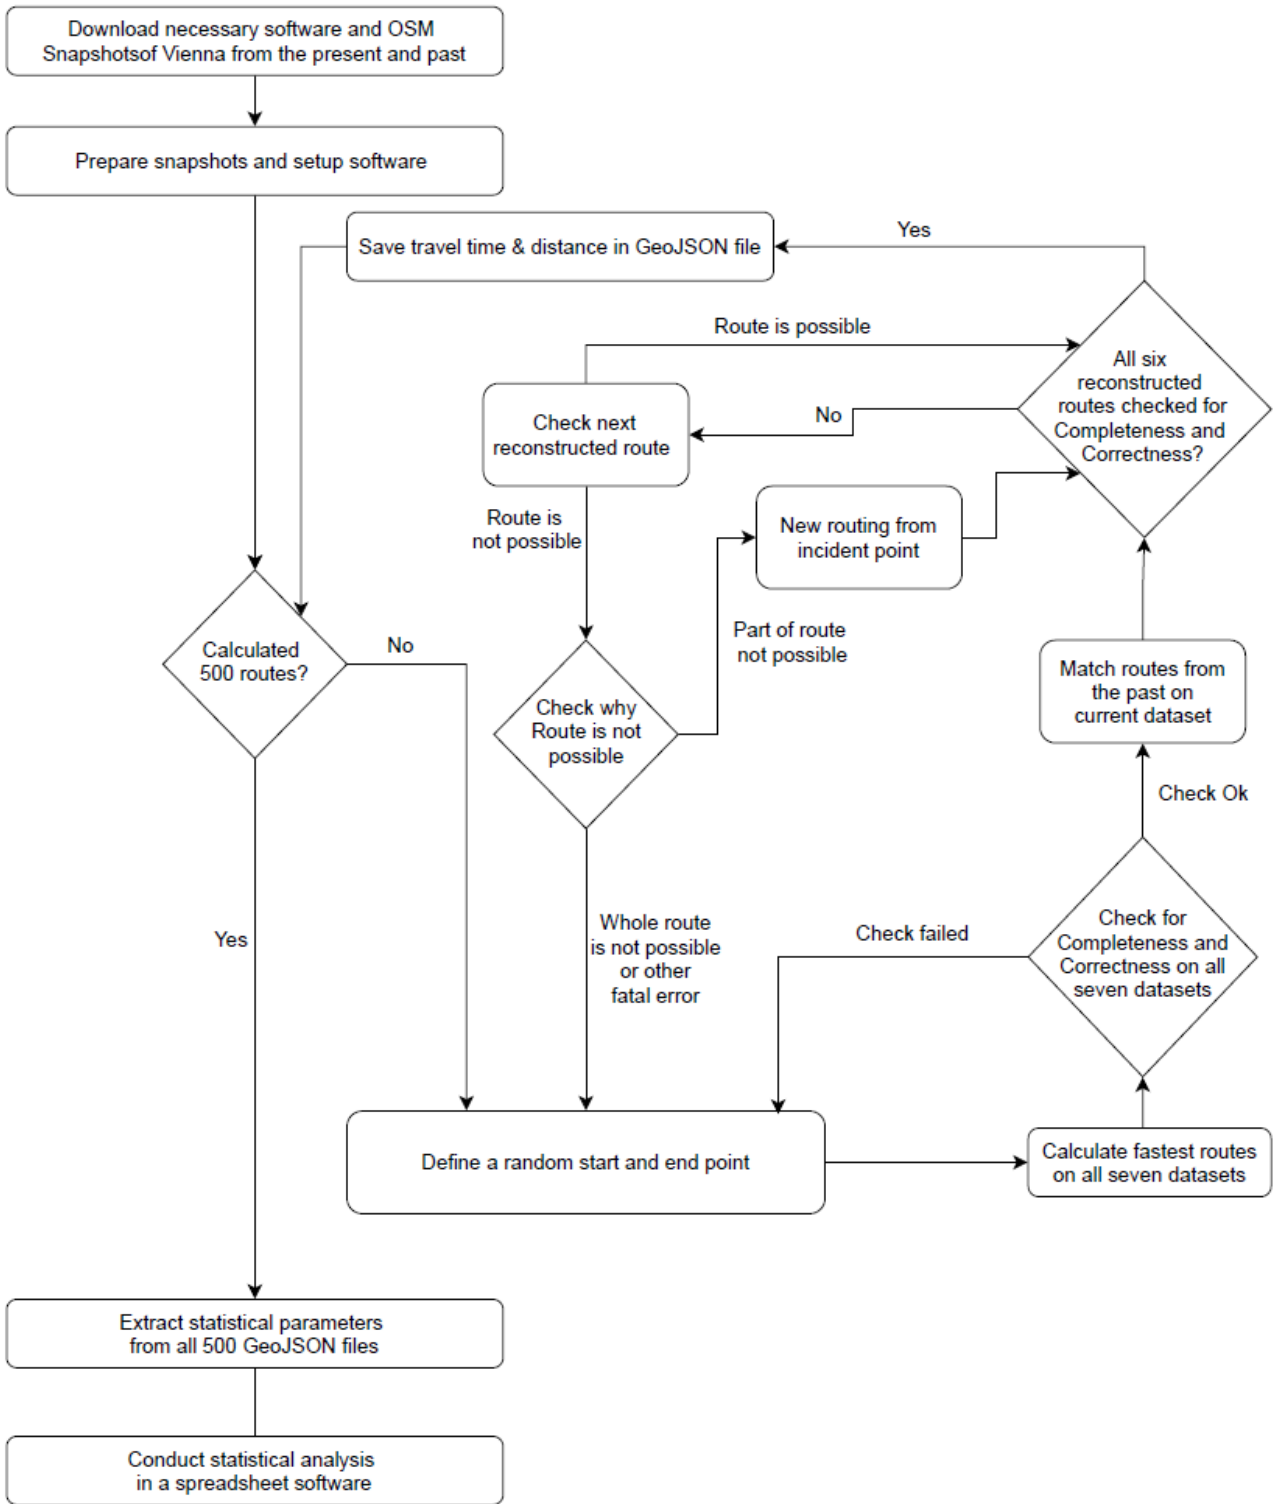 Download necessary software and OSM
Snapshotsof Vienna from the present and past
Prepare snapshots and setup software
Save travel time & distance in GeoJSON file
Yes
Route is possible
All six
reconstructed
routes checked for
Completeness and
Correctness?
Check next
reconstructed route
No
Route is
not possible
New routing from
incident point
Calculated
500 routes?
No
Part of route
not possible
Match routes from
the past on
current dataset
Check why
Route is not
possible
Check Ok
Yes
Whole route
is not possible
or other
fatal error
Check failed
Check for
Completeness and
Correctness on all
seven datasets
Define a random start and end point
Calculate fastest routes
on all seven datasets
Extract statistical parameters
from all 500 GeoJSON files
Conduct statistical analysis
in a spreadsheet software